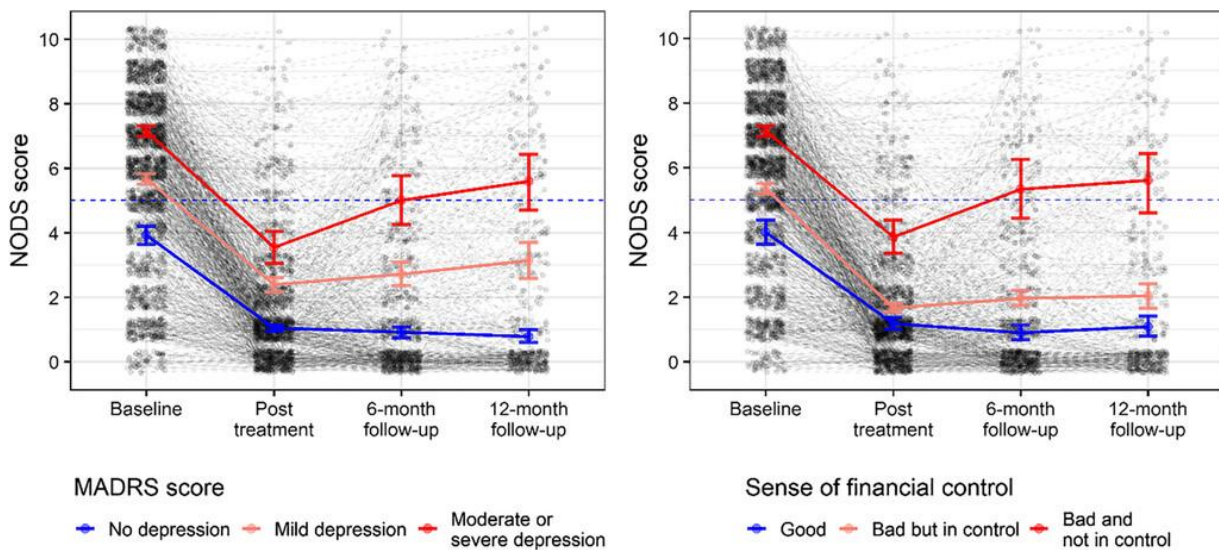 NODS score
10
8
6
4
2
0
Baseline
Post
treatment
6-month
follow-up
12-month
follow-up
MADRS score
No depression
Mild depression
Moderate or
severe depression
NODS score
10
8
6
4
2
0
Baseline
Post
treatment
6-month
follow-up
12-month
follow-up
Sense of financial control
Good
Bad but in control
Bad and
not in control